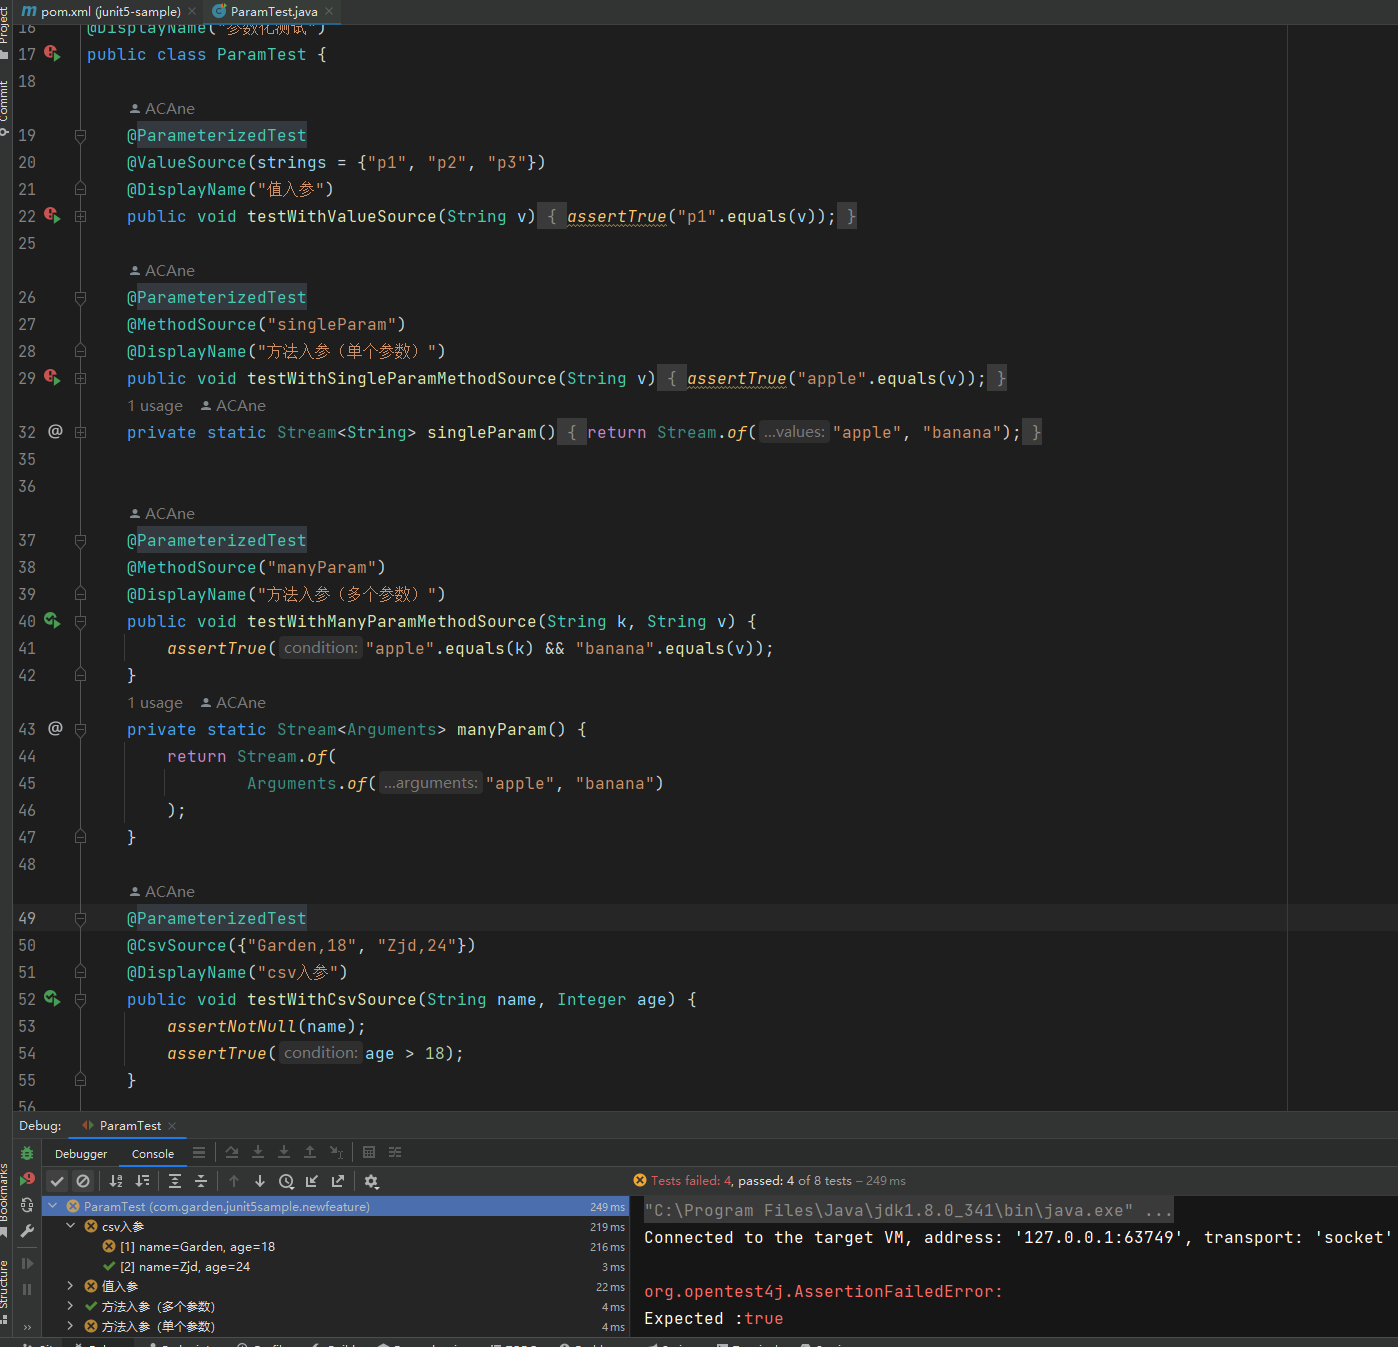 pom.xml (junit5-sample) ParamTest.java
Project
Commit
16 @DisplayName("参数化测试")
17 public class ParamTest {
18
ACAne
19 @ParameterizedTest
20 @ValueSource(strings = {"p1", "p2", "p3"})
21 @DisplayName("值入参")
22 public void testWithValueSource(String v) { assertTrue("p1".equals(v)); }
25
ACAne
26 @ParameterizedTest
27 @MethodSource("singleParam")
28 @DisplayName("方法入参（单个参数）")
29 public void testWithSingleParamMethodSource(String v) { assertTrue("apple".equals(v)); }
1 usage ACAne
32 @ private static Stream<String> singleParam() { return Stream.of( ...values: "apple", "banana"); }
35
36
ACAne
37 @ParameterizedTest
38 @MethodSource("manyParam")
39 @DisplayName("方法入参（多个参数）")
40 public void testWithManyParamMethodSource(String k, String v) {
41 assertTrue( condition: "apple".equals(k) && "banana".equals(v));
42 }
1 usage ACAne
43 @ private static Stream<Arguments> manyParam() {
44 return Stream.of(
45 Arguments.of( ...arguments: "apple", "banana")
46 );
47 }
48
ACAne
49 @ParameterizedTest
50 @CsvSource({"Garden,18", "Zjd,24"})
51 @DisplayName("csv入参")
52 public void testWithCsvSource(String name, Integer age) {
53 assertNotNull(name);
54 assertTrue( condition: age > 18);
55 }
56
Debug: ParamTest
Debugger Console
Bookmarks
Structure
Tests failed: 4, passed: 4 of 8 tests – 249 ms
ParamTest (com.garden.junit5sample.newfeature) 249 ms
csv入参 219 ms
[1] name=Garden, age=18 216 ms
[2] name=Zjd, age=24 3 ms
值入参 22 ms
方法入参（多个参数） 4 ms
方法入参（单个参数） 4 ms
"C:\Program Files\Java\jdk1.8.0_341\bin\java.exe" ...
Connected to the target VM, address: '127.0.0.1:63749', transport: 'socket'
org.opentest4j.AssertionFailedError:
Expected :true